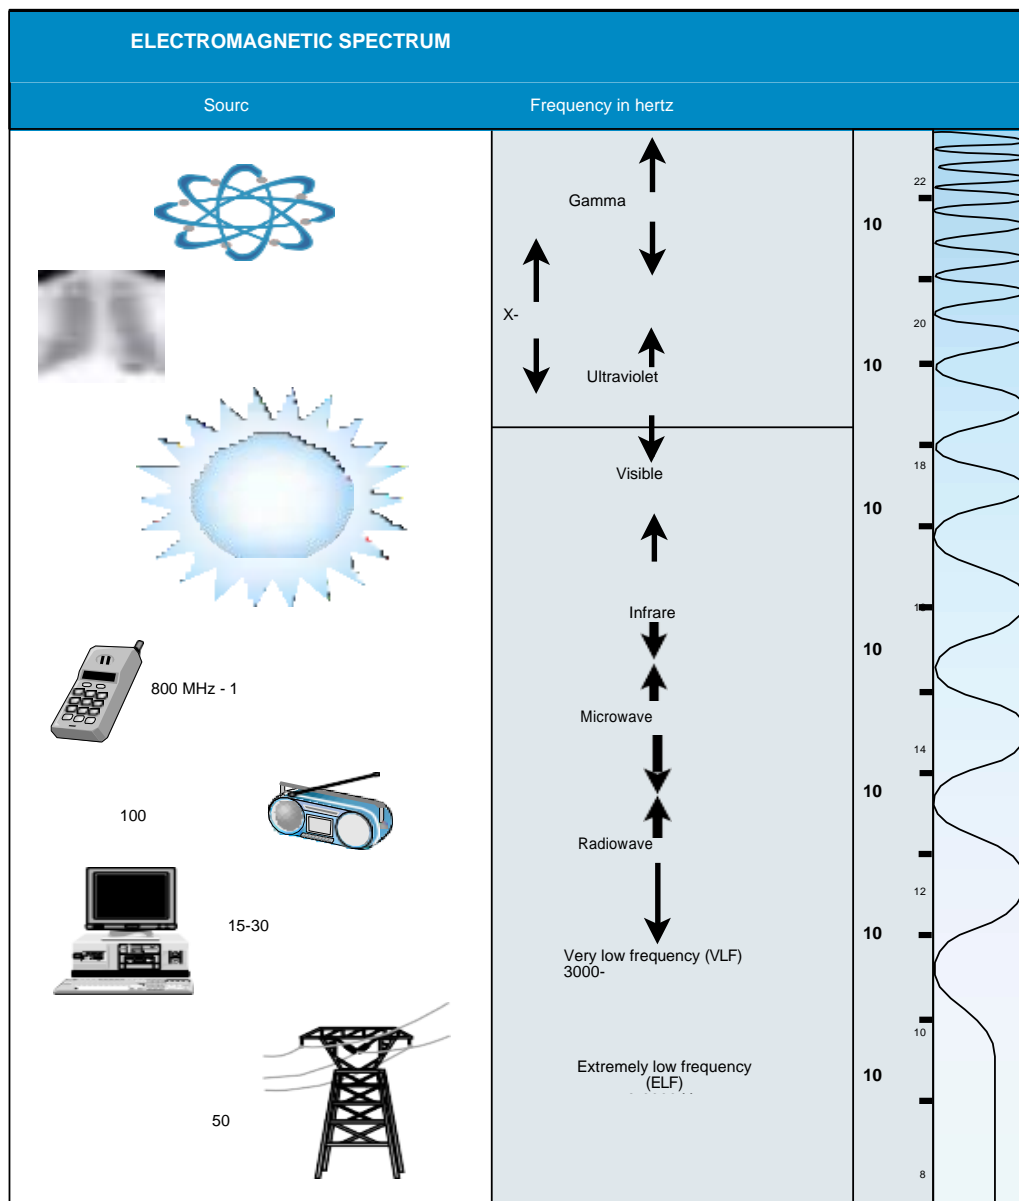 ELECTROMAGNETIC SPECTRUM
Sourc
Frequency in hertz
22
Gamma
10
X-
20
Ultraviolet
10
Visible
18
10
Infrare
10
800 MHz - 1
Microwave
14
10
100
Radiowave
12
15-30
10
Very low frequency (VLF)
3000-
10
Extremely low frequency
(ELF)
10
50
8